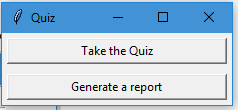 Quiz
Take the Quiz
Generate a report